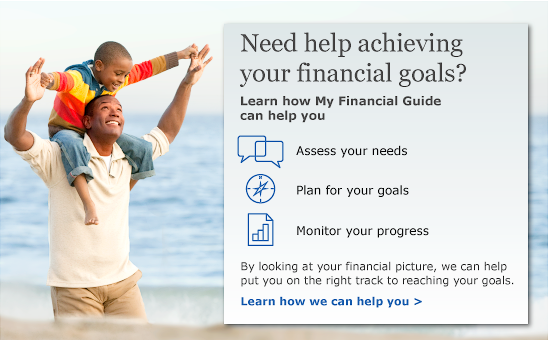 Need help achieving
your financial goals?
Learn how My Financial Guide
can help you
Assess your needs
Plan for your goals
Monitor your progress
By looking at your financial picture, we can help
put you on the right track to reaching your goals.
Learn how we can help you >